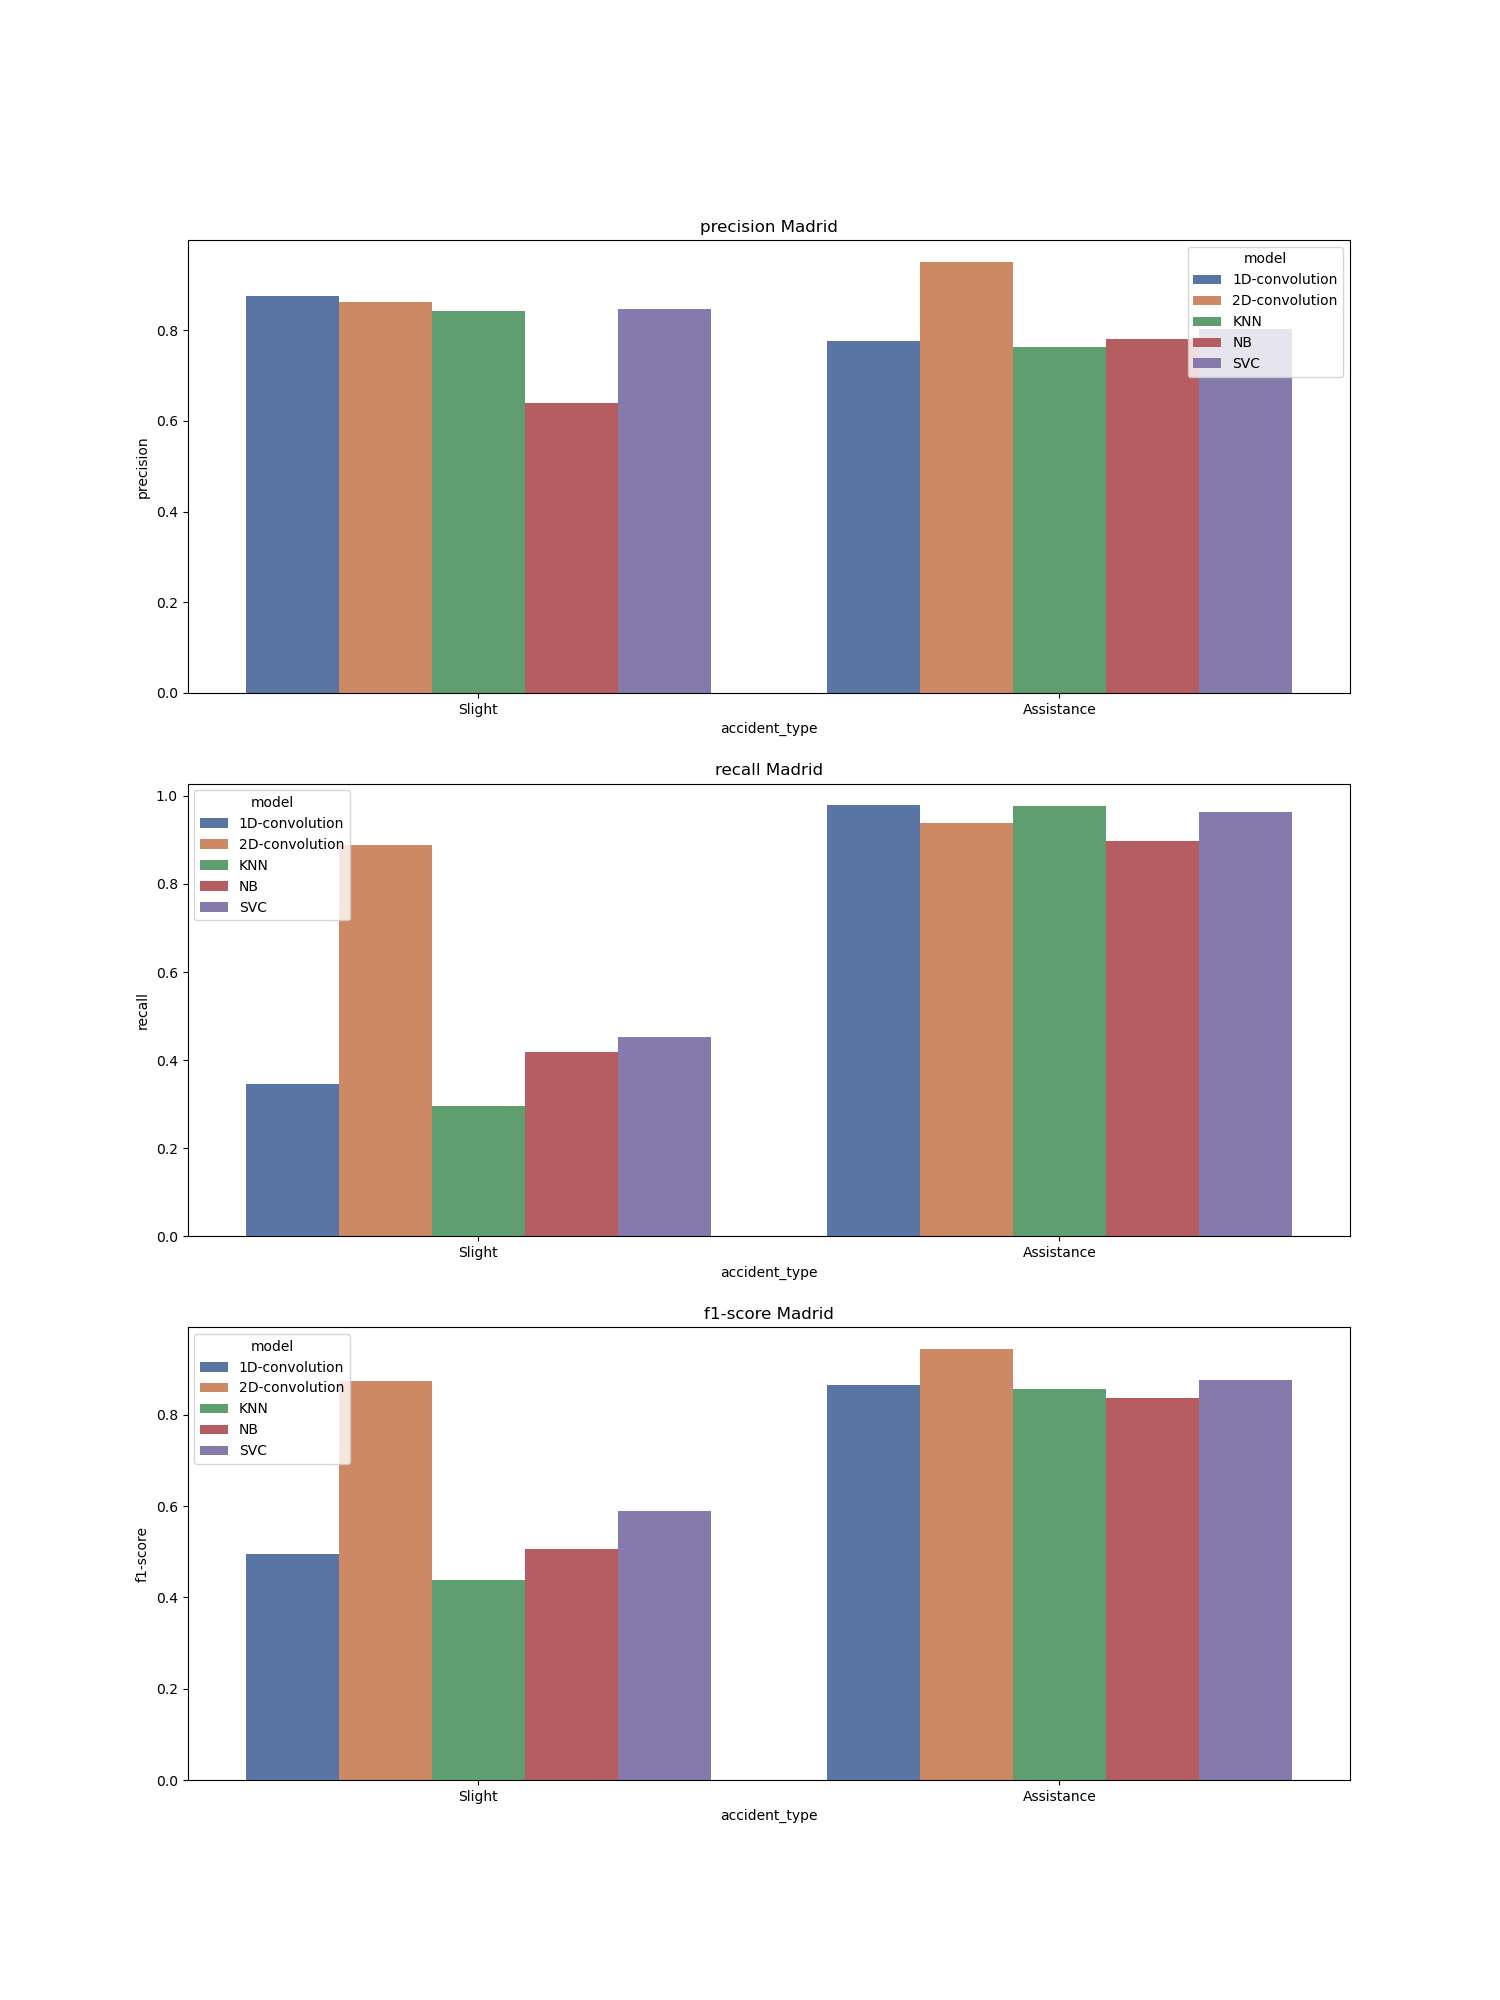 precision Madrid
model
1D-convolution
2D-convolution
KNN
NB
SVC
0.8
0.6
0.4
0.2
0.0
precision
Slight
Assistance
accident_type
recall Madrid
model
1D-convolution
2D-convolution
KNN
NB
SVC
1.0
0.8
0.6
0.4
0.2
0.0
recall
Slight
Assistance
accident_type
f1-score Madrid
model
1D-convolution
2D-convolution
KNN
NB
SVC
0.8
0.6
0.4
0.2
0.0
f1-score
Slight
Assistance
accident_type